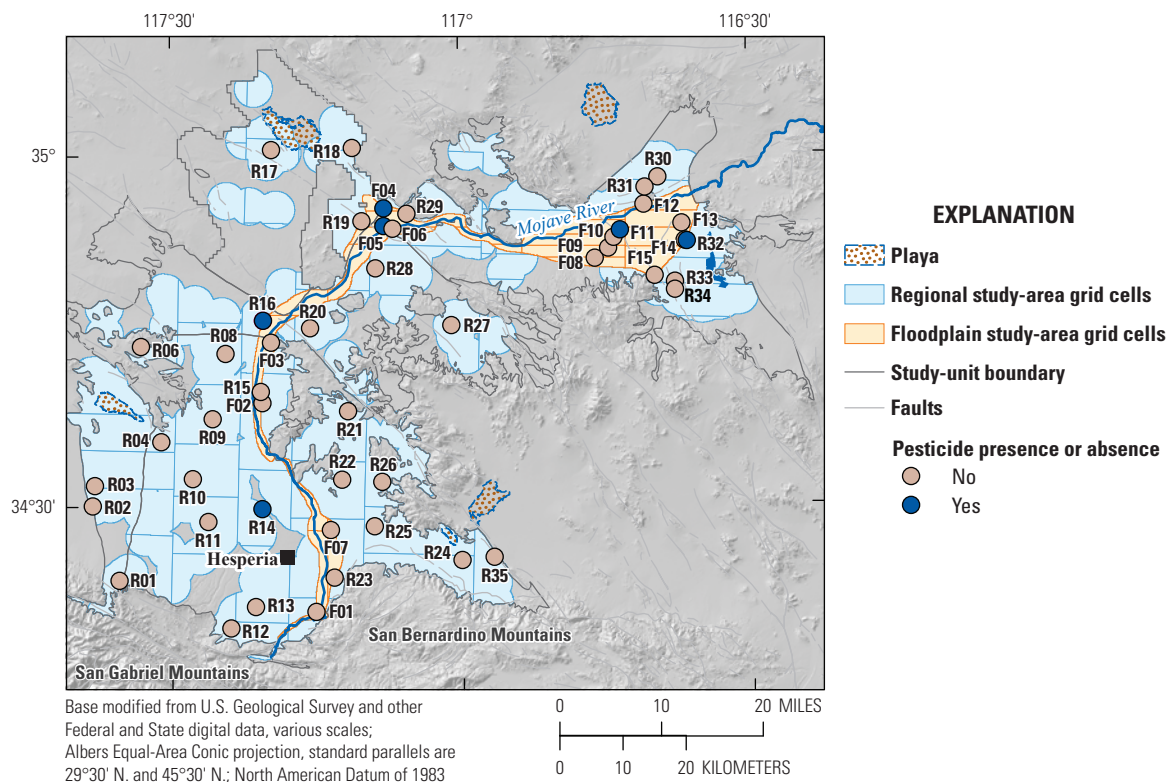 117°30'
117°
116°30'
35°
34°30'
R17
R18
F04
R29
R19
F05
F06
R28
Mojave River
R30
R31
F12
F10
F11
F13
F09
F14
R32
F08
F15
R33
R34
R16
R20
R27
R08
R06
F03
R15
F02
R21
R09
R04
R22
R26
R03
R10
R02
R14
R11
R25
F07
Hesperia
R24
R35
R01
R23
R13
F01
R12
San Bernardino Mountains
San Gabriel Mountains
EXPLANATION
Playa
Regional study-area grid cells
Floodplain study-area grid cells
Study-unit boundary
Faults
Pesticide presence or absence
No
Yes
Base modified from U.S. Geological Survey and other
Federal and State digital data, various scales;
Albers Equal-Area Conic projection, standard parallels are
29°30' N. and 45°30' N.; North American Datum of 1983
0 10 20 MILES
0 10 20 KILOMETERS